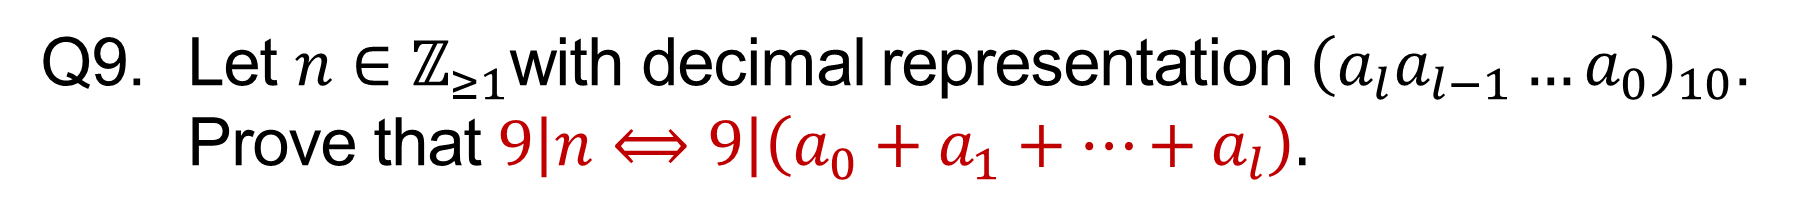 Q9. Let 𝑛 ∈ ℤ≥1 with decimal representation (𝑎ₗ𝑎ₗ₋₁ … 𝑎₀)₁₀.
Prove that 9|𝑛 ⟺ 9|(𝑎₀ + 𝑎₁ + ⋯ + 𝑎ₗ).